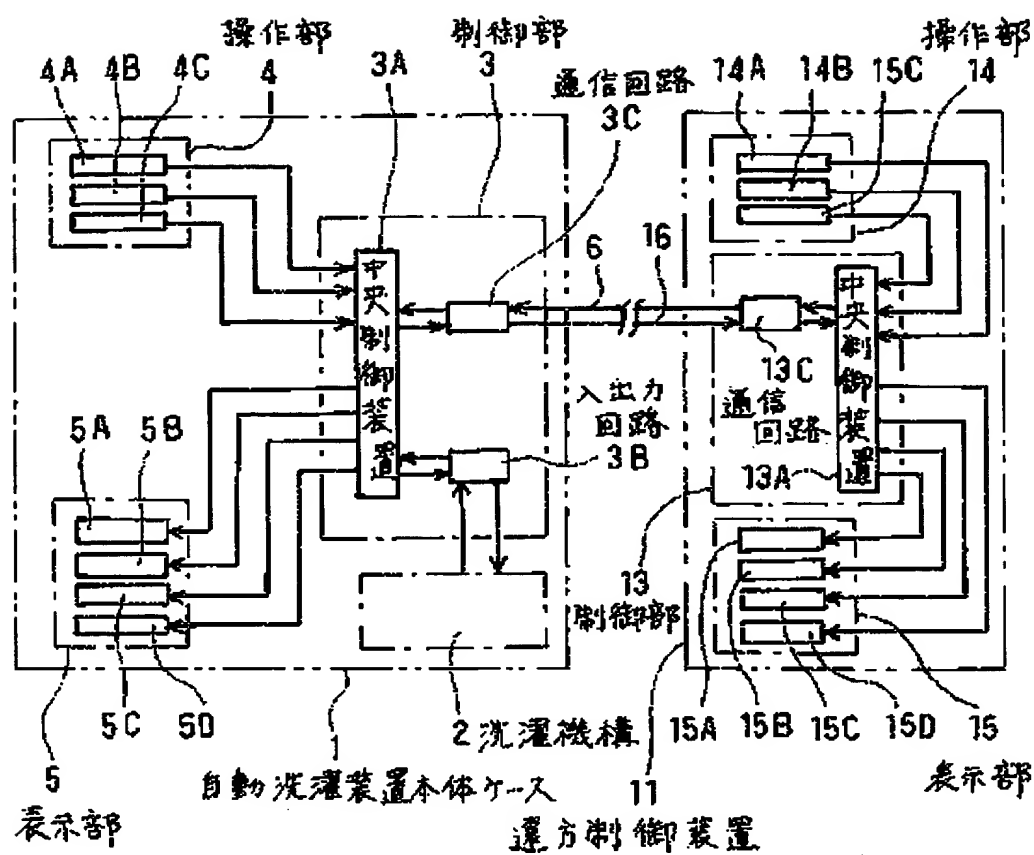 操作部
4
4A 4B 4C
制御部
3
3A
通信回路
3C
中央制御装置
入出力
回路
3B
6
16
操作部
14
14A 14B 15C
中央制御装置
13C
通信
回路
13A
13
制御部
5A 5B
5C 5D
5
表示部
1
自動洗濯装置本体ケース
2 洗濯機構
11
遠方制御装置
15A 15B 15C 15D 15
表示部